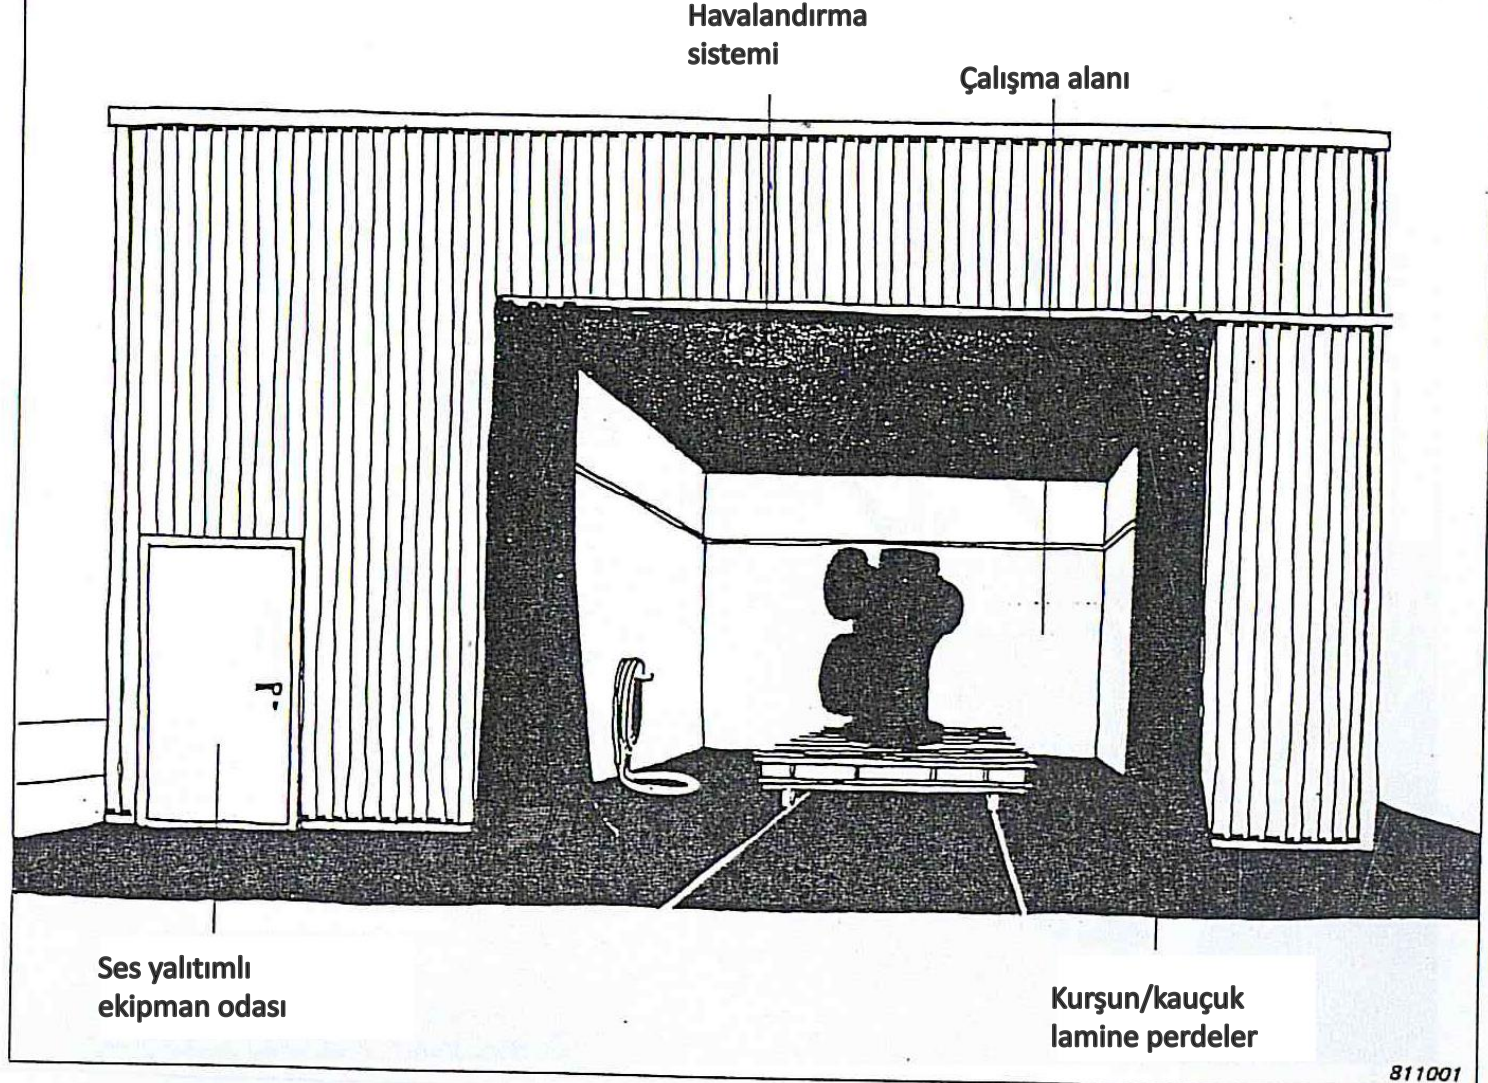 Havalandırma
sistemi
Çalışma alanı
Ses yalıtımlı
ekipman odası
Kurşun/kauçuk
lamine perdeler
811001